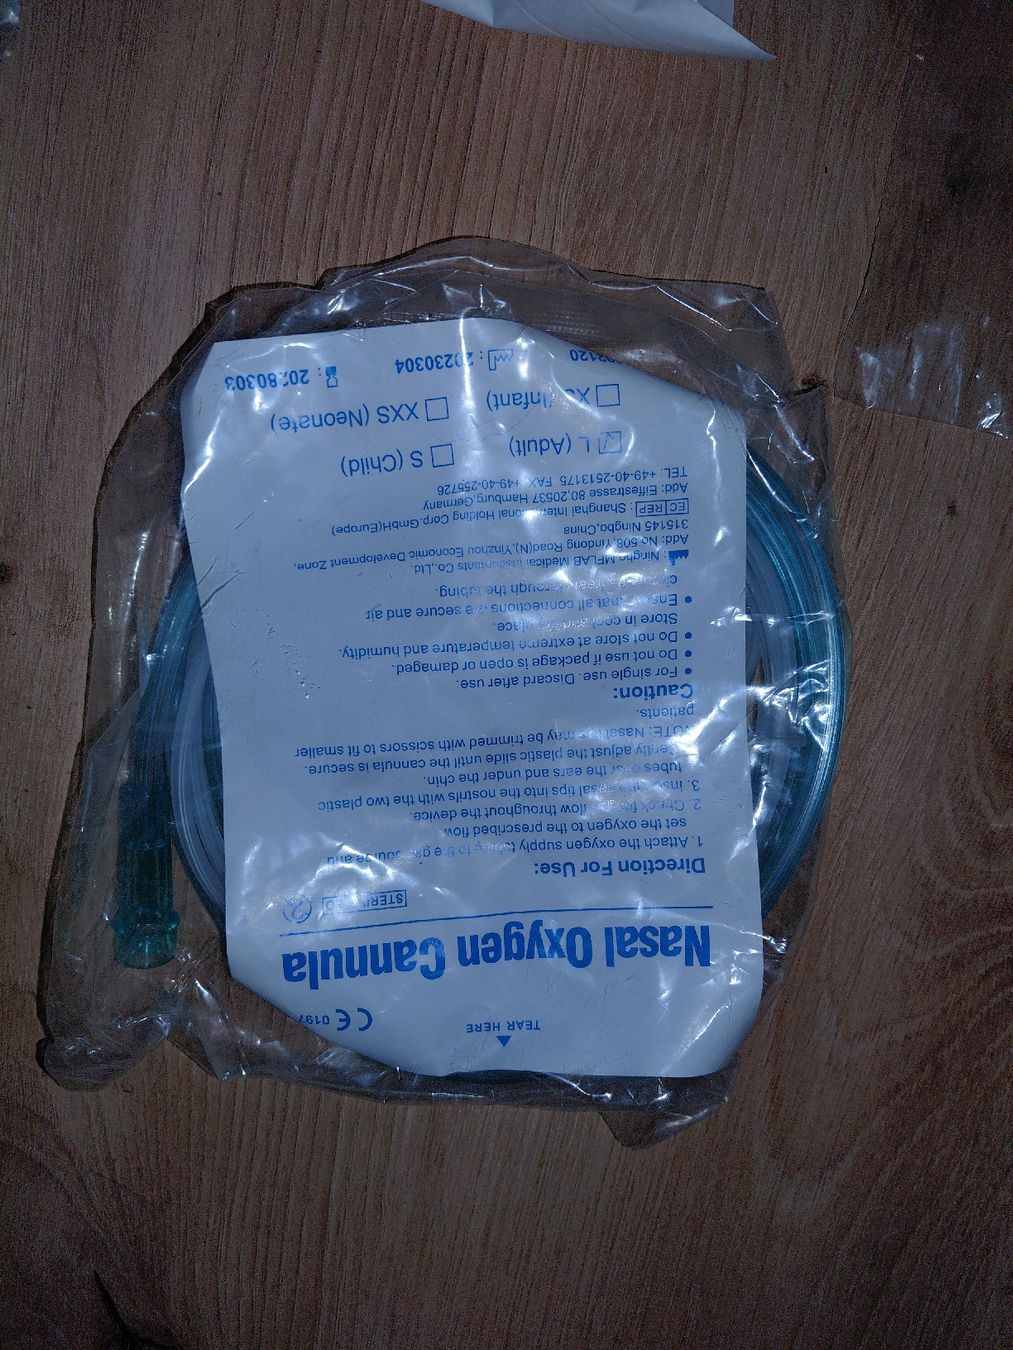 TEAR HERE
CE 0197
Nasal Oxygen Cannula
STERILE
Direction For Use:
1. Attach the oxygen supply tubing to the gas source and
set the oxygen to the prescribed flow
2. Check for gas flow throughout the device.
3. Insert the nasal tips into the nostrils with the two plastic
tubes over the ears and under the chin.
Gently adjust the plastic slide until the cannula is secure.
NOTE: Nasal tips may be trimmed with scissors to fit smaller
patients.
Caution:
• For single use. Discard after use.
• Do not use if package is open or damaged.
• Do not store at extreme temperature and humidity.
Store in cool and dry place.
• Ensure that all connections are secure and air
through the tubing.
: Ningbo MFLAB Medical Instruments Co.,Ltd.
Add: No 508,Yindong Road(N),Yinzhou Economic Development Zone,
315145 Ningbo,China
EC REP : Shanghai International Holding Corp.GmbH(Europe)
Add: Eiffestrasse 80,20537 Hamburg,Germany
TEL: +49-40-2513175 FAX:+49-40-255726
L (Adult) S (Child)
XS (Infant) XXS (Neonate)
: 20230304 : 20280303